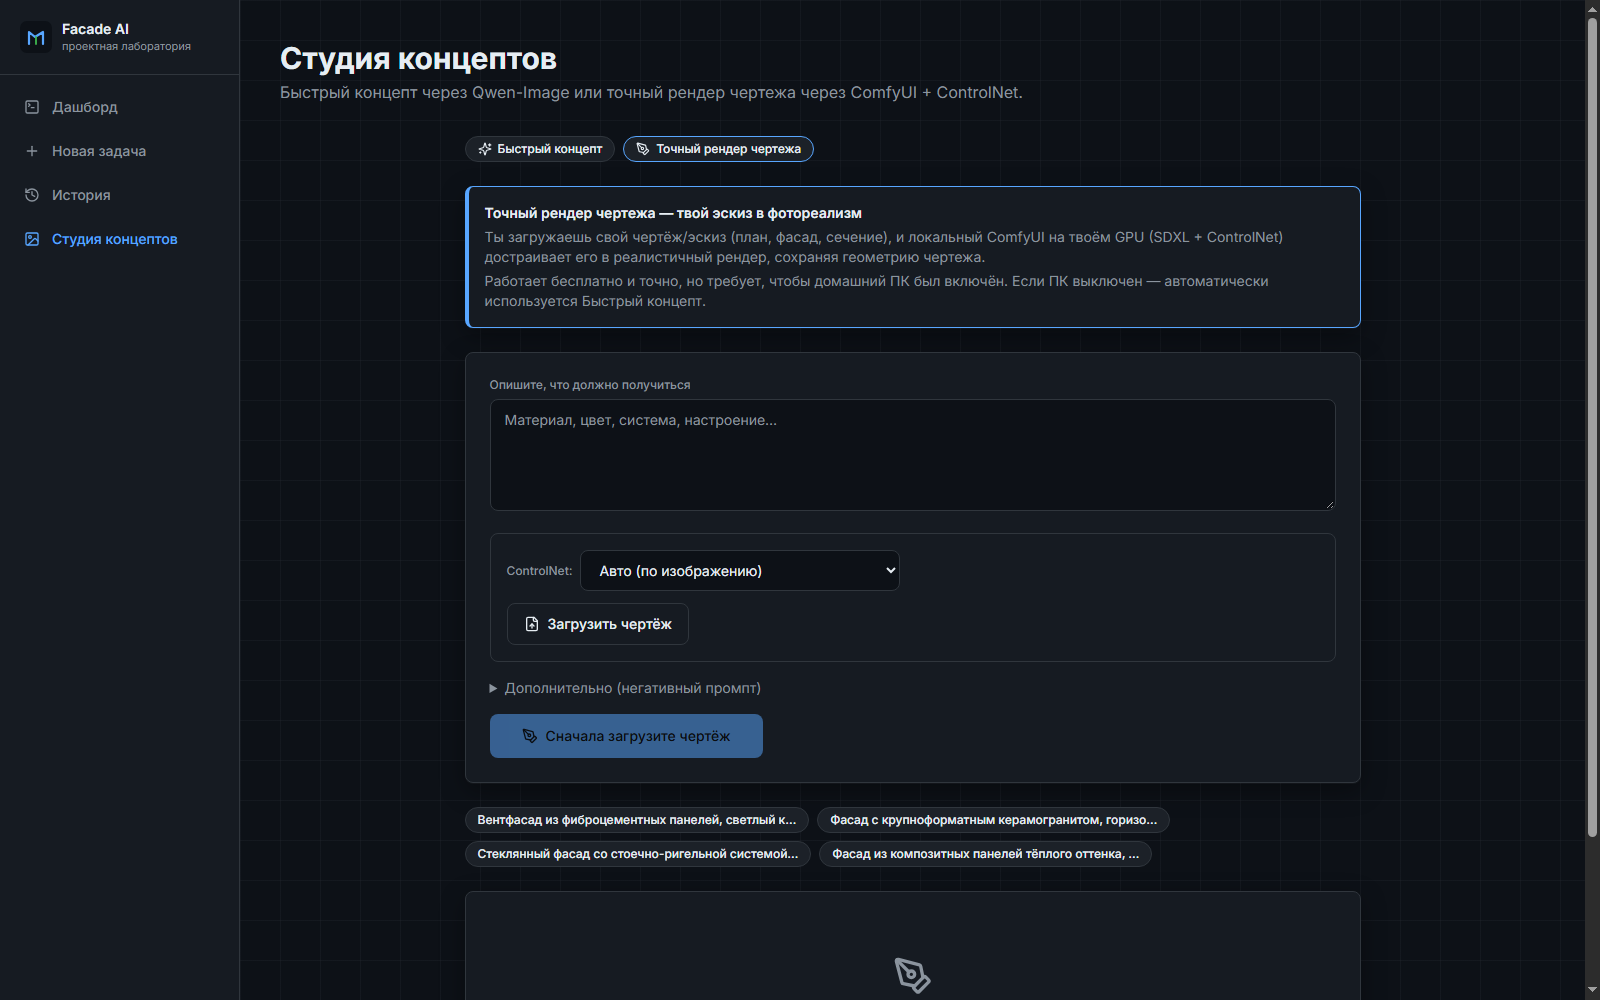 Facade AI
проектная лаборатория
Дашборд
Новая задача
История
Студия концептов
Студия концептов
Быстрый концепт через Qwen-Image или точный рендер чертежа через ComfyUI + ControlNet.
Быстрый концепт
Точный рендер чертежа
Точный рендер чертежа — твой эскиз в фотореализм
Ты загружаешь свой чертёж/эскиз (план, фасад, сечение), и локальный ComfyUI на твоём GPU (SDXL + ControlNet)
достраивает его в реалистичный рендер, сохраняя геометрию чертежа.
Работает бесплатно и точно, но требует, чтобы домашний ПК был включён. Если ПК выключен — автоматически
используется Быстрый концепт.
Опишите, что должно получиться
Материал, цвет, система, настроение...
ControlNet:
Авто (по изображению)
Загрузить чертёж
Дополнительно (негативный промпт)
Сначала загрузите чертёж
Вентфасад из фиброцементных панелей, светлый к...
Фасад с крупноформатным керамогранитом, горизо...
Стеклянный фасад со стоечно-ригельной системой...
Фасад из композитных панелей тёплого оттенка, ...